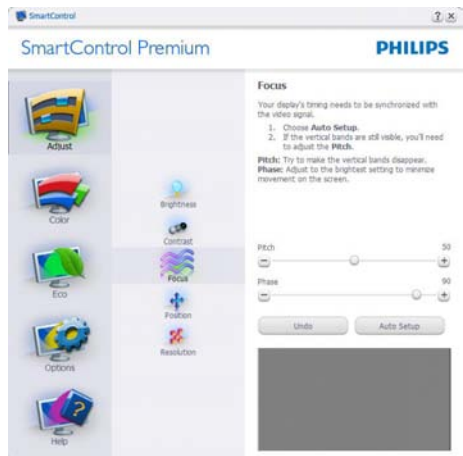 SmartControl
SmartControl Premium
PHILIPS
Adjust
Color
Eco
Options
Help
Brightness
Contrast
Focus
Position
Resolution
Focus
Your display's timing needs to be synchronized with
the video signal.
1. Choose Auto Setup.
2. If the vertical bands are still visible, you'll need
to adjust the Pitch.
Pitch: Try to make the vertical bands disappear.
Phase: Adjust to the brightest setting to minimize
movement on the screen.
Pitch 50
Phase 90
Undo Auto Setup